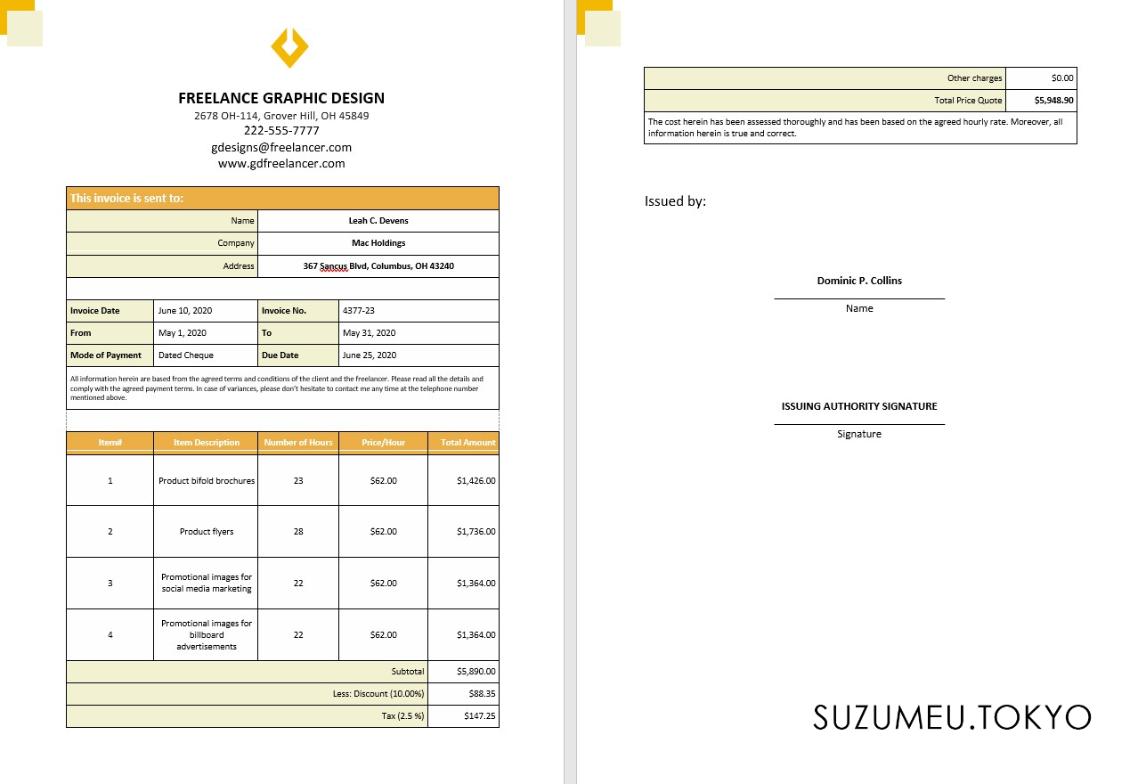 FREELANCE GRAPHIC DESIGN
2678 OH-114, Grover Hill, OH 45849
222-555-7777
gdesigns@freelancer.com
www.gdfreelancer.com
This invoice is sent to:
Name Leah C. Devens
Company Mac Holdings
Address 367 Sancus Blvd, Columbus, OH 43240
Invoice Date June 10, 2020 Invoice No. 4377-23
From May 1, 2020 To May 31, 2020
Mode of Payment Dated Cheque Due Date June 25, 2020
All information herein are based from the agreed terms and conditions of the client and the freelancer. Please read all the details and
comply with the agreed payment terms. In case of variances, please don't hesitate to contact me any time at the telephone number
mentioned above.
Item# Item Description Number of Hours Price/Hour Total Amount
1 Product bifold brochures 23 $62.00 $1,426.00
2 Product flyers 28 $62.00 $1,736.00
3 Promotional images for
social media marketing 22 $62.00 $1,364.00
4 Promotional images for
billboard
advertisements 22 $62.00 $1,364.00
Subtotal $5,890.00
Less: Discount (10.00%) $88.35
Tax (2.5 %) $147.25
Other charges $0.00
Total Price Quote $5,948.90
The cost herein has been assessed thoroughly and has been based on the agreed hourly rate. Moreover, all
information herein is true and correct.
Issued by:
Dominic P. Collins
Name
ISSUING AUTHORITY SIGNATURE
Signature
SUZUMEU.TOKYO